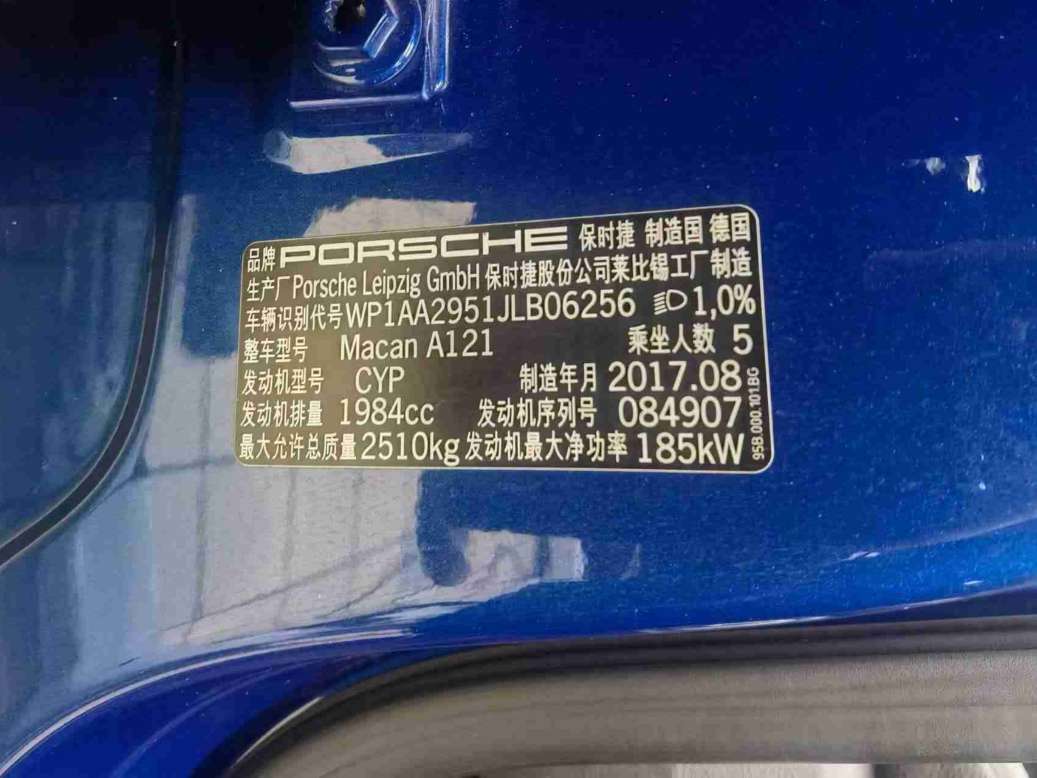 品牌 PORSCHE 保时捷 制造国 德国
生产厂 Porsche Leipzig GmbH 保时捷股份公司莱比锡工厂制造
车辆识别代号 WP1AA2951JLB06256 1,0%
整车型号 Macan A121 乘坐人数 5
发动机型号 CYP 制造年月 2017.08
发动机排量 1984cc 发动机序列号 084907
最大允许总质量 2510kg 发动机最大净功率 185kW
95B.000.101.BG